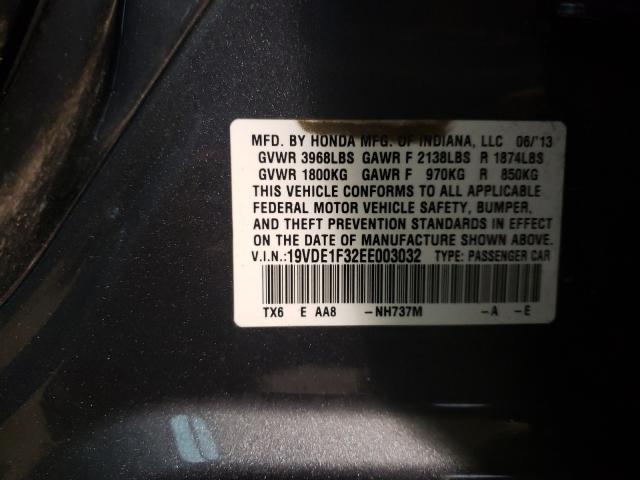 MFD. BY HONDA MFG. OF INDIANA, LLC 06/'13
GVWR 3968LBS GAWR F 2138LBS R 1874LBS
GVWR 1800KG GAWR F 970KG R 850KG
THIS VEHICLE CONFORMS TO ALL APPLICABLE
FEDERAL MOTOR VEHICLE SAFETY, BUMPER,
AND THEFT PREVENTION STANDARDS IN EFFECT
ON THE DATE OF MANUFACTURE SHOWN ABOVE.
V.I.N.:19VDE1F32EE003032 TYPE: PASSENGER CAR
TX6 E AA8 -NH737M -A -E